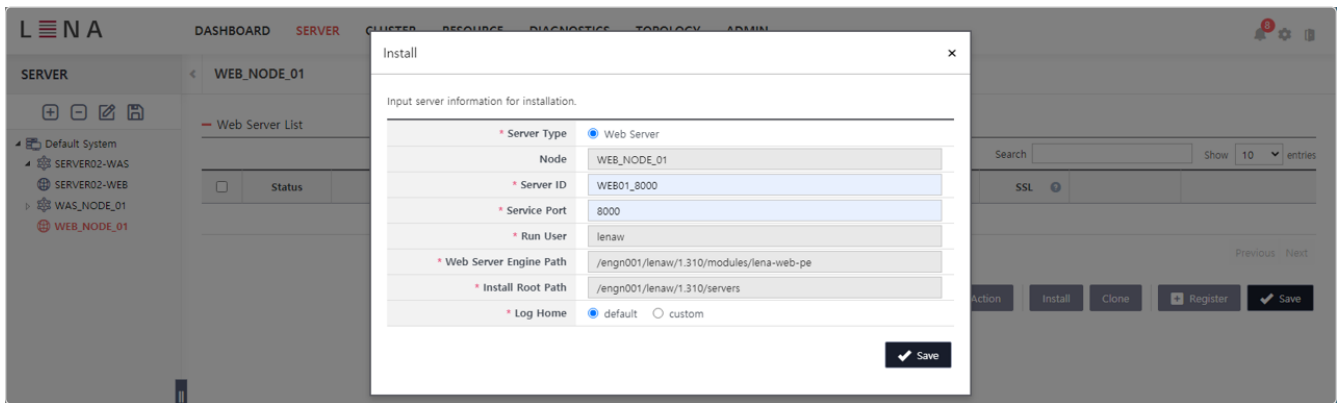 LENA
DASHBOARD SERVER CLUSTER RESOURCE DIAGNOSTICS TOPOLOGY ADMIN
8
SERVER
WEB_NODE_01
Install
Input server information for installation.
Web Server List
* Server Type Web Server
Default System
Node WEB_NODE_01
Search Show 10 entries
SERVER02-WAS
SERVER02-WEB
Status
* Server ID WEB01_8000
SSL
WAS_NODE_01
* Service Port 8000
WEB_NODE_01
* Run User lenaw
* Web Server Engine Path /engn001/lenaw/1.310/modules/lena-web-pe
Previous Next
* Install Root Path /engn001/lenaw/1.310/servers
Action Install Clone Register Save
* Log Home default custom
Save